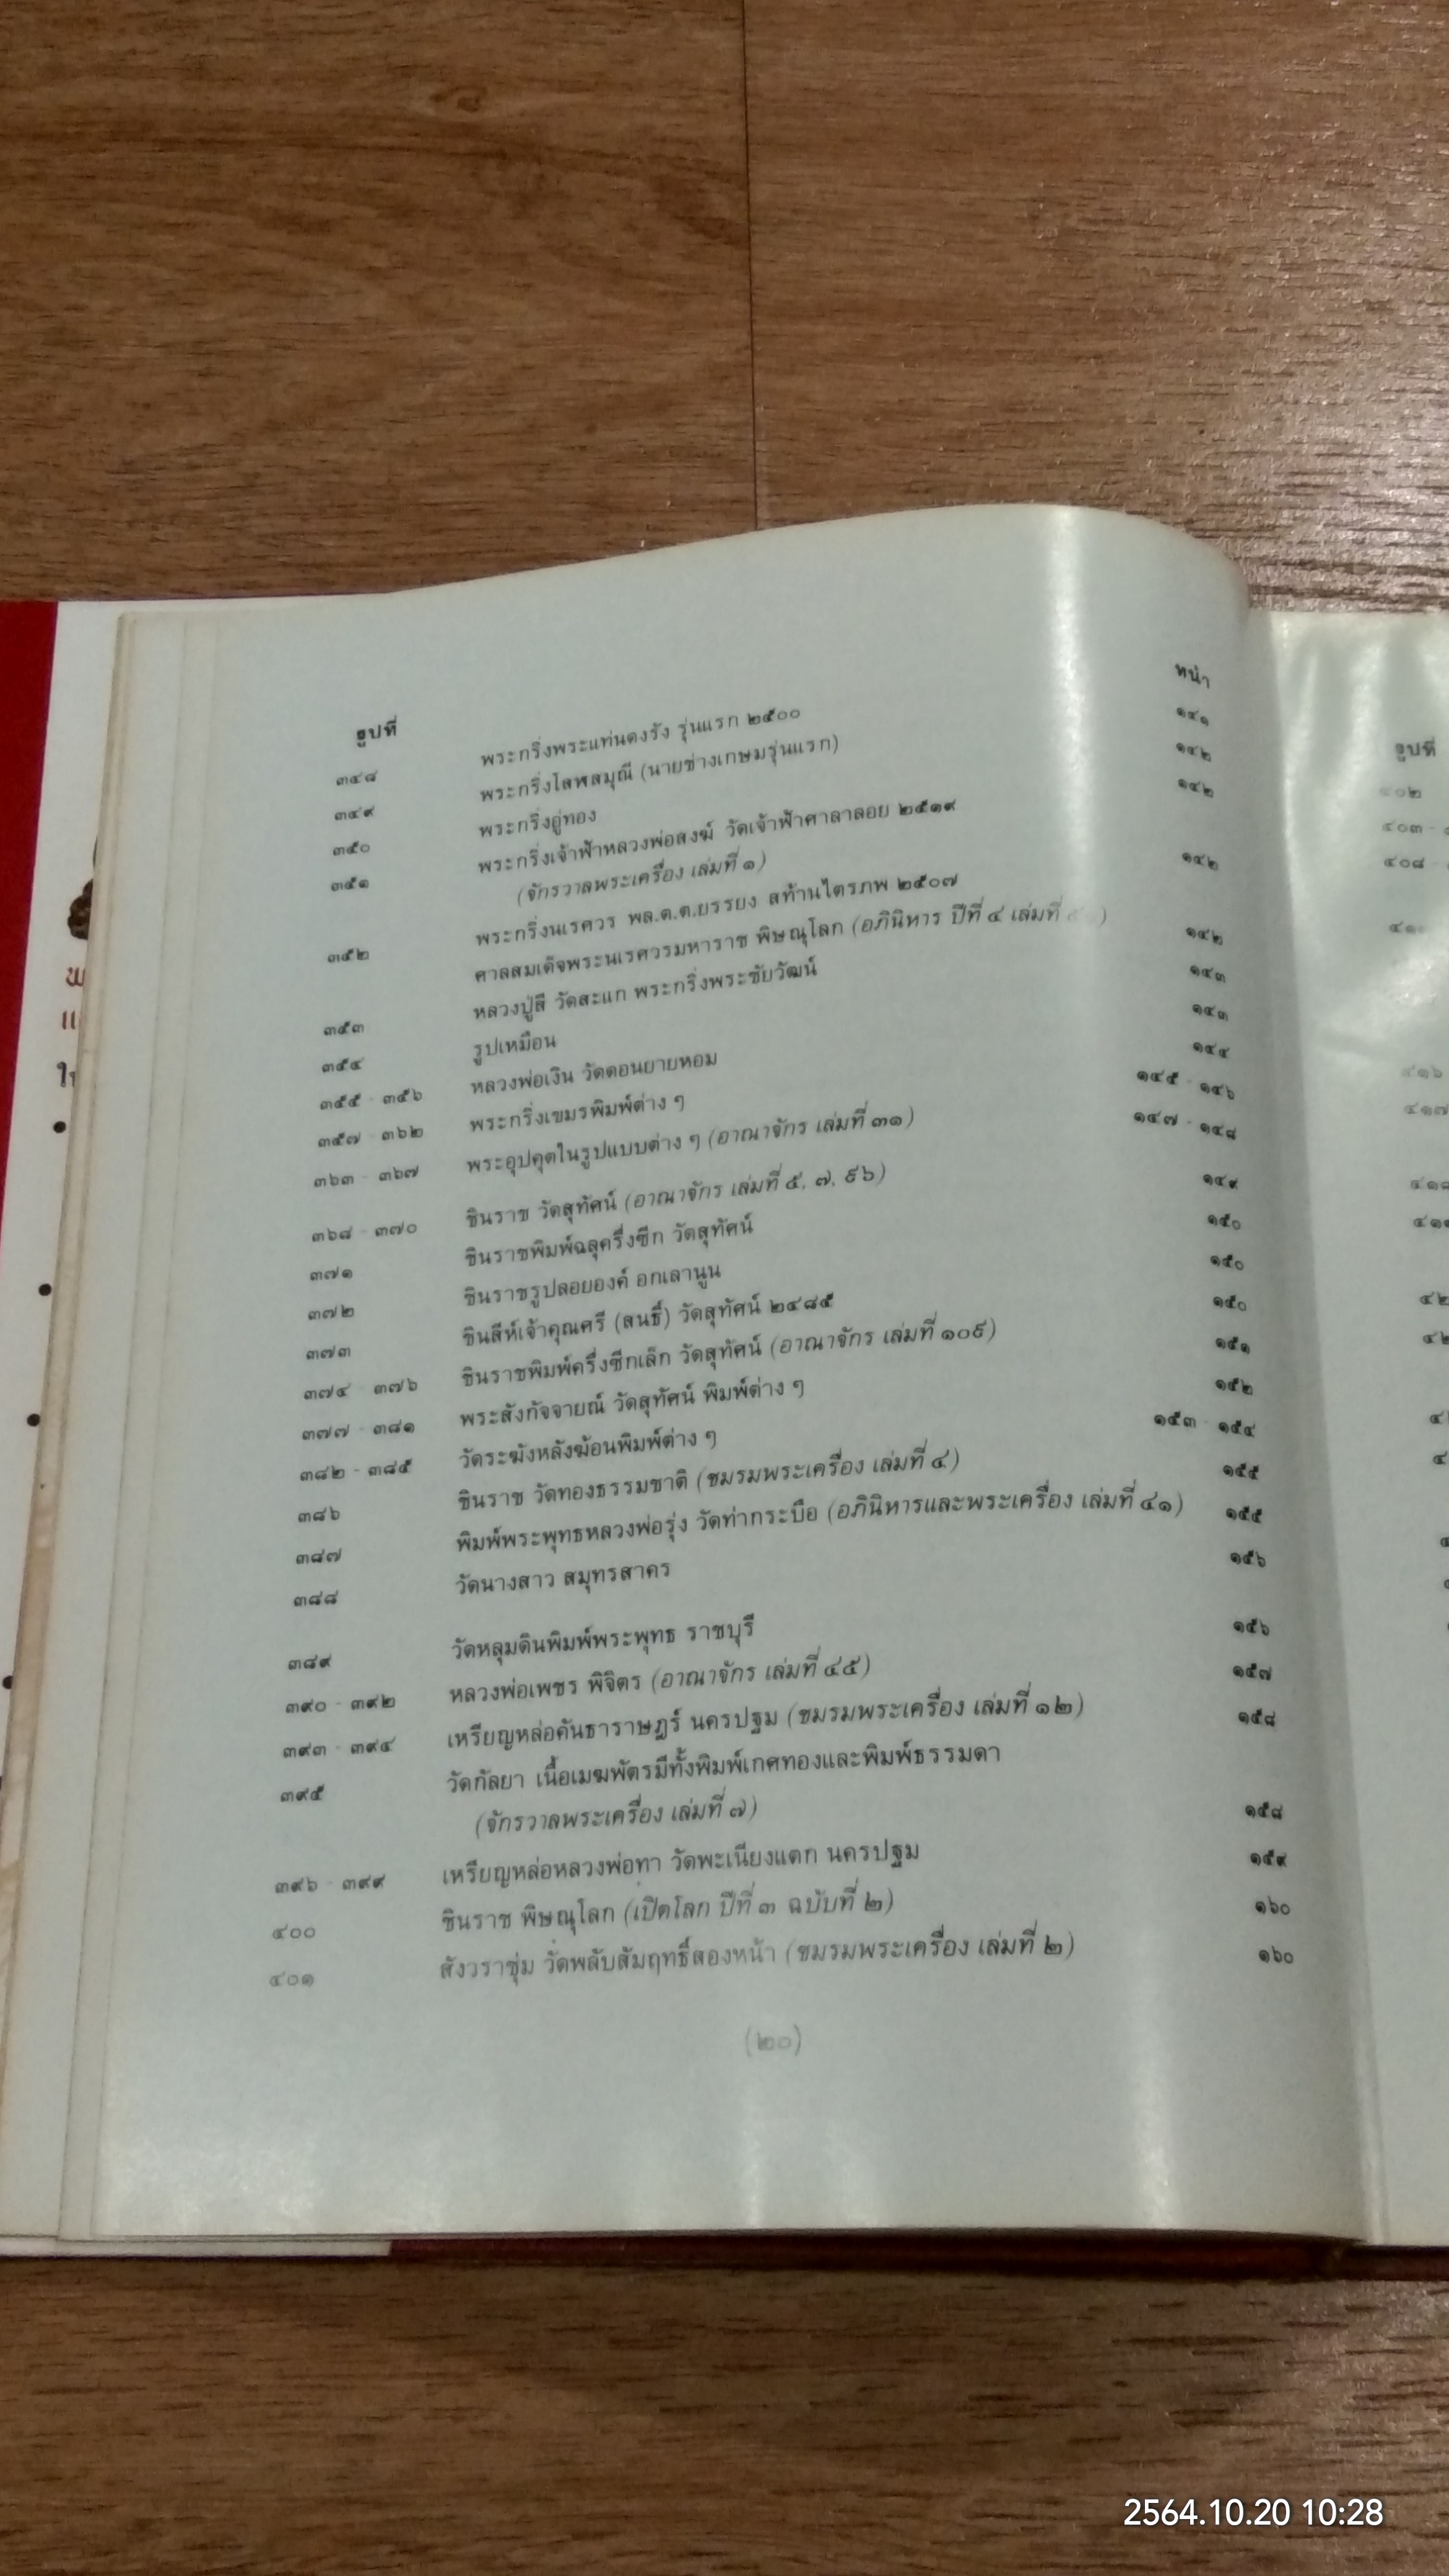 รูปที่ หน้า
๓๔๘ พระกริ่งพระแท่นดงรัง รุ่นแรก ๒๕๐๐ ๑๔๑
๓๔๙ พระกริ่งโสฬสมุณี (นายช่างเกษมรุ่นแรก) ๑๔๒
๓๕๐ พระกริ่งอู่ทอง ๑๔๒
๓๕๑ พระกริ่งเจ้าฟ้าหลวงพ่อสงฆ์ วัดเจ้าฟ้าศาลาลอย ๒๕๑๙
(จักรวาลพระเครื่อง เล่มที่ ๑) ๑๔๒
๓๕๒ พระกริ่งนเรศวร พล.ต.ต.ยรรยง สท้านไตรภพ ๒๕๐๗
ศาลสมเด็จพระนเรศวรมหาราช พิษณุโลก (อภินิหาร ปีที่ ๔ เล่มที่ ) ๑๔๒
๓๕๓ หลวงปู่สี วัดสะแก พระกริ่งพระชัยวัฒน์ ๑๔๓
๓๕๔ รูปเหมือน ๑๔๓
๓๕๕ - ๓๕๖ หลวงพ่อเงิน วัดดอนยายหอม ๑๔๔
๓๕๗ - ๓๖๒ พระกริ่งเขมรพิมพ์ต่าง ๆ ๑๔๕ - ๑๔๖
๓๖๓ - ๓๖๗ พระอุปคุตในรูปแบบต่าง ๆ (อาณาจักร เล่มที่ ๓๑) ๑๔๗ - ๑๔๘
๓๖๘ - ๓๗๐ ชินราช วัดสุทัศน์ (อาณาจักร เล่มที่ ๕, ๗, ๙๖) ๑๔๙
๓๗๑ ชินราชพิมพ์ฉลุครึ่งซีก วัดสุทัศน์ ๑๕๐
๓๗๒ ชินราชรูปลอยองค์ อกเลานูน ๑๕๐
๓๗๓ ชินสีห์เจ้าคุณศรี (สนธิ์) วัดสุทัศน์ ๒๔๘๕ ๑๕๐
๓๗๔ - ๓๗๖ ชินราชพิมพ์ครึ่งซีกเล็ก วัดสุทัศน์ (อาณาจักร เล่มที่ ๑๐๙) ๑๕๑
๓๗๗ - ๓๘๑ พระสังกัจจายณ์ วัดสุทัศน์ พิมพ์ต่าง ๆ ๑๕๒
๓๘๒ - ๓๘๕ วัดระฆังหลังฆ้อนพิมพ์ต่าง ๆ ๑๕๓ - ๑๕๔
๓๘๖ ชินราช วัดทองธรรมชาติ (ชมรมพระเครื่อง เล่มที่ ๔) ๑๕๕
๓๘๗ พิมพ์พระพุทธหลวงพ่อรุ่ง วัดท่ากระบือ (อภินิหารและพระเครื่อง เล่มที่ ๔๑) ๑๕๕
๓๘๘ วัดนางสาว สมุทรสาคร ๑๕๖
๓๘๙ วัดหลุมดินพิมพ์พระพุทธ ราชบุรี ๑๕๖
๓๙๐ - ๓๙๒ หลวงพ่อเพชร พิจิตร (อาณาจักร เล่มที่ ๔๕) ๑๕๗
๓๙๓ - ๓๙๔ เหรียญหล่อคันธาราษฎร์ นครปฐม (ชมรมพระเครื่อง เล่มที่ ๑๒) ๑๕๘
๓๙๕ วัดกัลยา เนื้อเมฆพัตรมีทั้งพิมพ์เกศทองและพิมพ์ธรรมดา
(จักรวาลพระเครื่อง เล่มที่ ๗) ๑๕๘
๓๙๖ - ๓๙๙ เหรียญหล่อหลวงพ่อทา วัดพะเนียงแตก นครปฐม ๑๕๙
๔๐๐ ชินราช พิษณุโลก (เปิดโลก ปีที่ ๓ ฉบับที่ ๒) ๑๖๐
๔๐๑ สังวราชุ่ม วัดพลับสัมฤทธิ์สองหน้า (ชมรมพระเครื่อง เล่มที่ ๒) ๑๖๐
(๒๐)
รูปที่
๔๐๒
๔๐๓ -
๔๐๘
๔๑๖
๔๑๗
2564.10.20 10:28